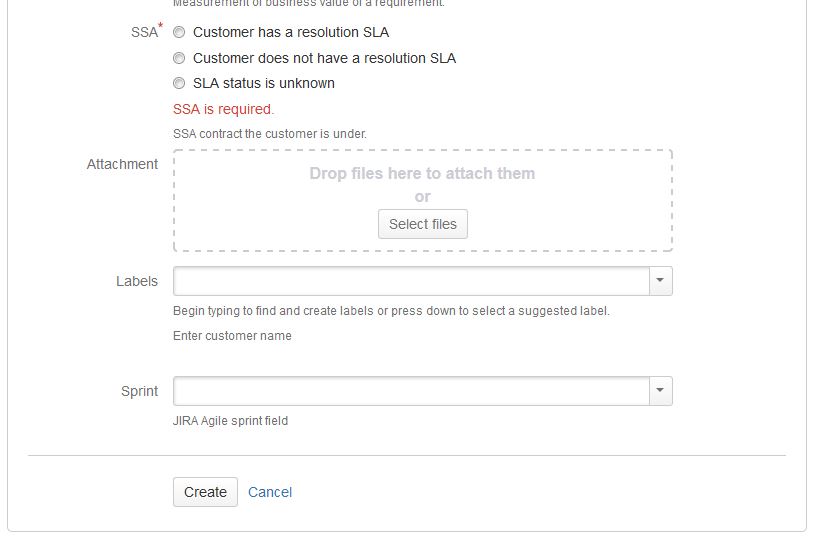 Measurement of business value of a requirement.
SSA*
Customer has a resolution SLA
Customer does not have a resolution SLA
SLA status is unknown
SSA is required.
SSA contract the customer is under.
Attachment
Drop files here to attach them
or
Select files
Labels
Begin typing to find and create labels or press down to select a suggested label.
Enter customer name
Sprint
JIRA Agile sprint field
Create Cancel